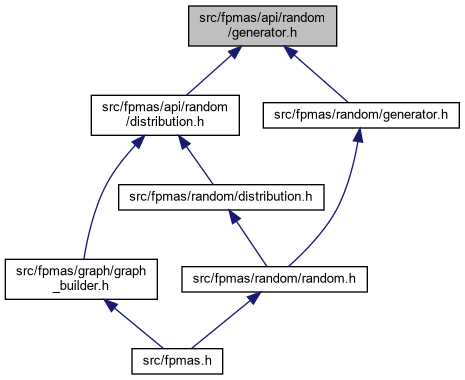 src/fpmas/api/random
/generator.h
src/fpmas/api/random
/distribution.h
src/fpmas/random/generator.h
src/fpmas/random/distribution.h
src/fpmas/graph/graph
_builder.h
src/fpmas/random/random.h
src/fpmas.h